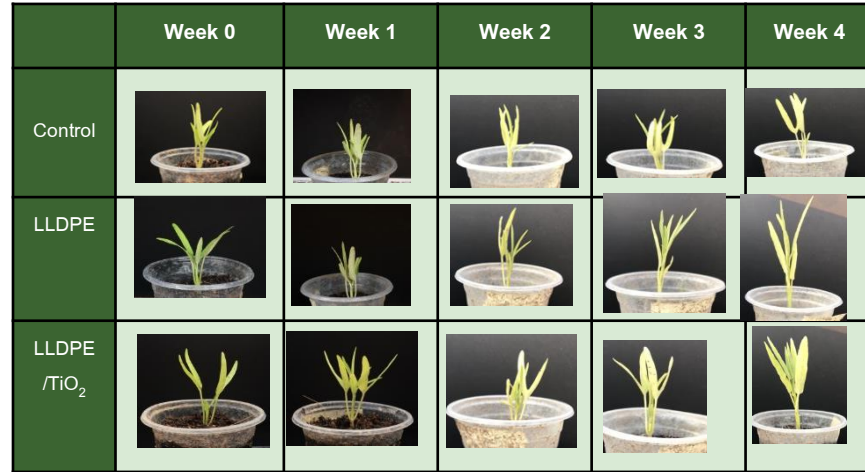 Week 0 Week 1 Week 2 Week 3 Week 4
Control
LLDPE
LLDPE
/TiO₂